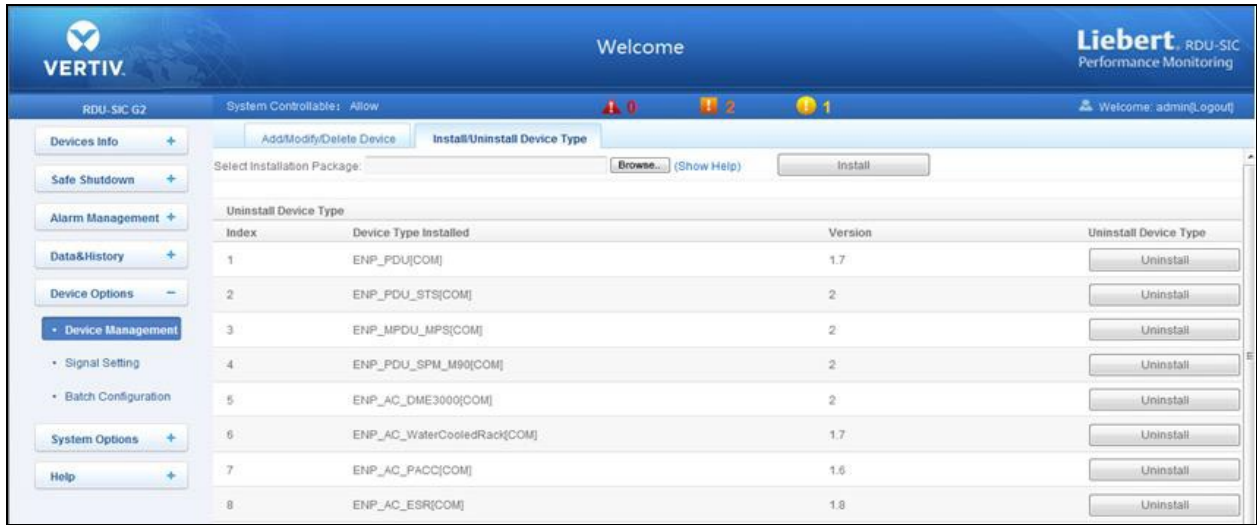 VERTIV.
Welcome
Liebert. RDU-SIC
Performance Monitoring
RDU-SIC G2
System Controllable: Allow
0
2
1
Welcome: admin[Logout]
Devices Info +
Safe Shutdown +
Alarm Management +
Data&History +
Device Options −
• Device Management
• Signal Setting
• Batch Configuration
System Options +
Help +
Add/Modify/Delete Device
Install/Uninstall Device Type
Select Installation Package: Browse... (Show Help) Install
Uninstall Device Type
Index Device Type Installed Version Uninstall Device Type
1 ENP_PDU[COM] 1.7 Uninstall
2 ENP_PDU_STS[COM] 2 Uninstall
3 ENP_MPDU_MPS[COM] 2 Uninstall
4 ENP_PDU_SPM_M90[COM] 2 Uninstall
5 ENP_AC_DME3000[COM] 2 Uninstall
6 ENP_AC_WaterCooledRack[COM] 1.7 Uninstall
7 ENP_AC_PACC[COM] 1.6 Uninstall
8 ENP_AC_ESR[COM] 1.8 Uninstall